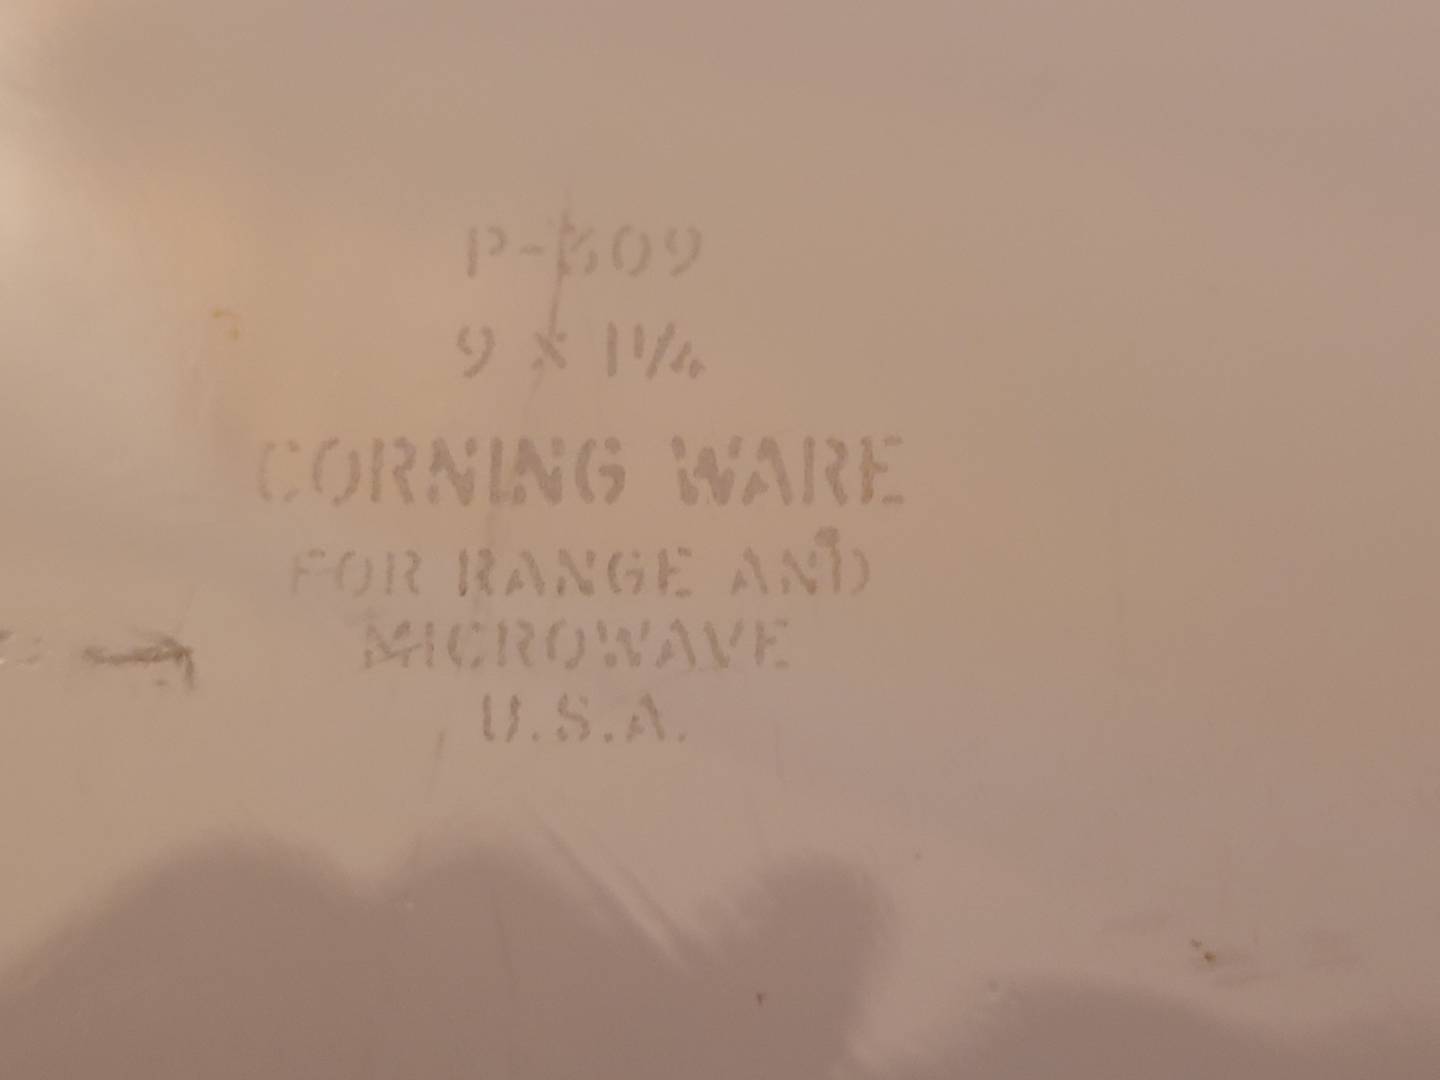 P-309
9 x 1¼
CORNING WARE
FOR RANGE AND
MICROWAVE
U.S.A.